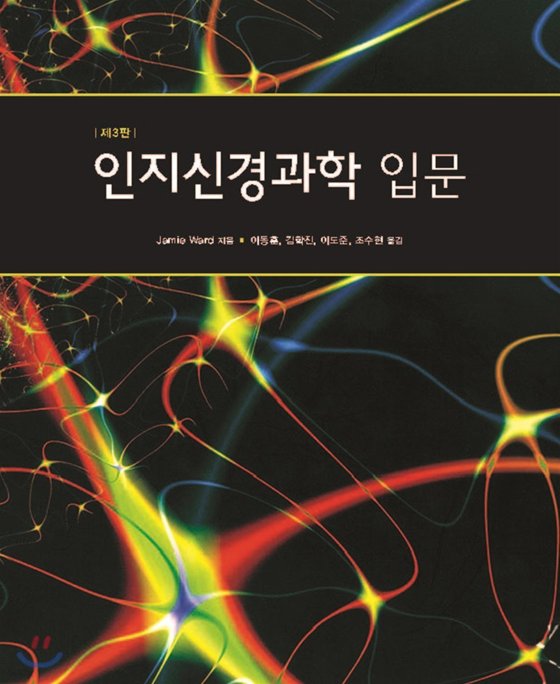 | 제3판 |
인지신경과학 입문
Jamie Ward 지음 ■ 이동훈, 김학진, 이도준, 조수현 옮김